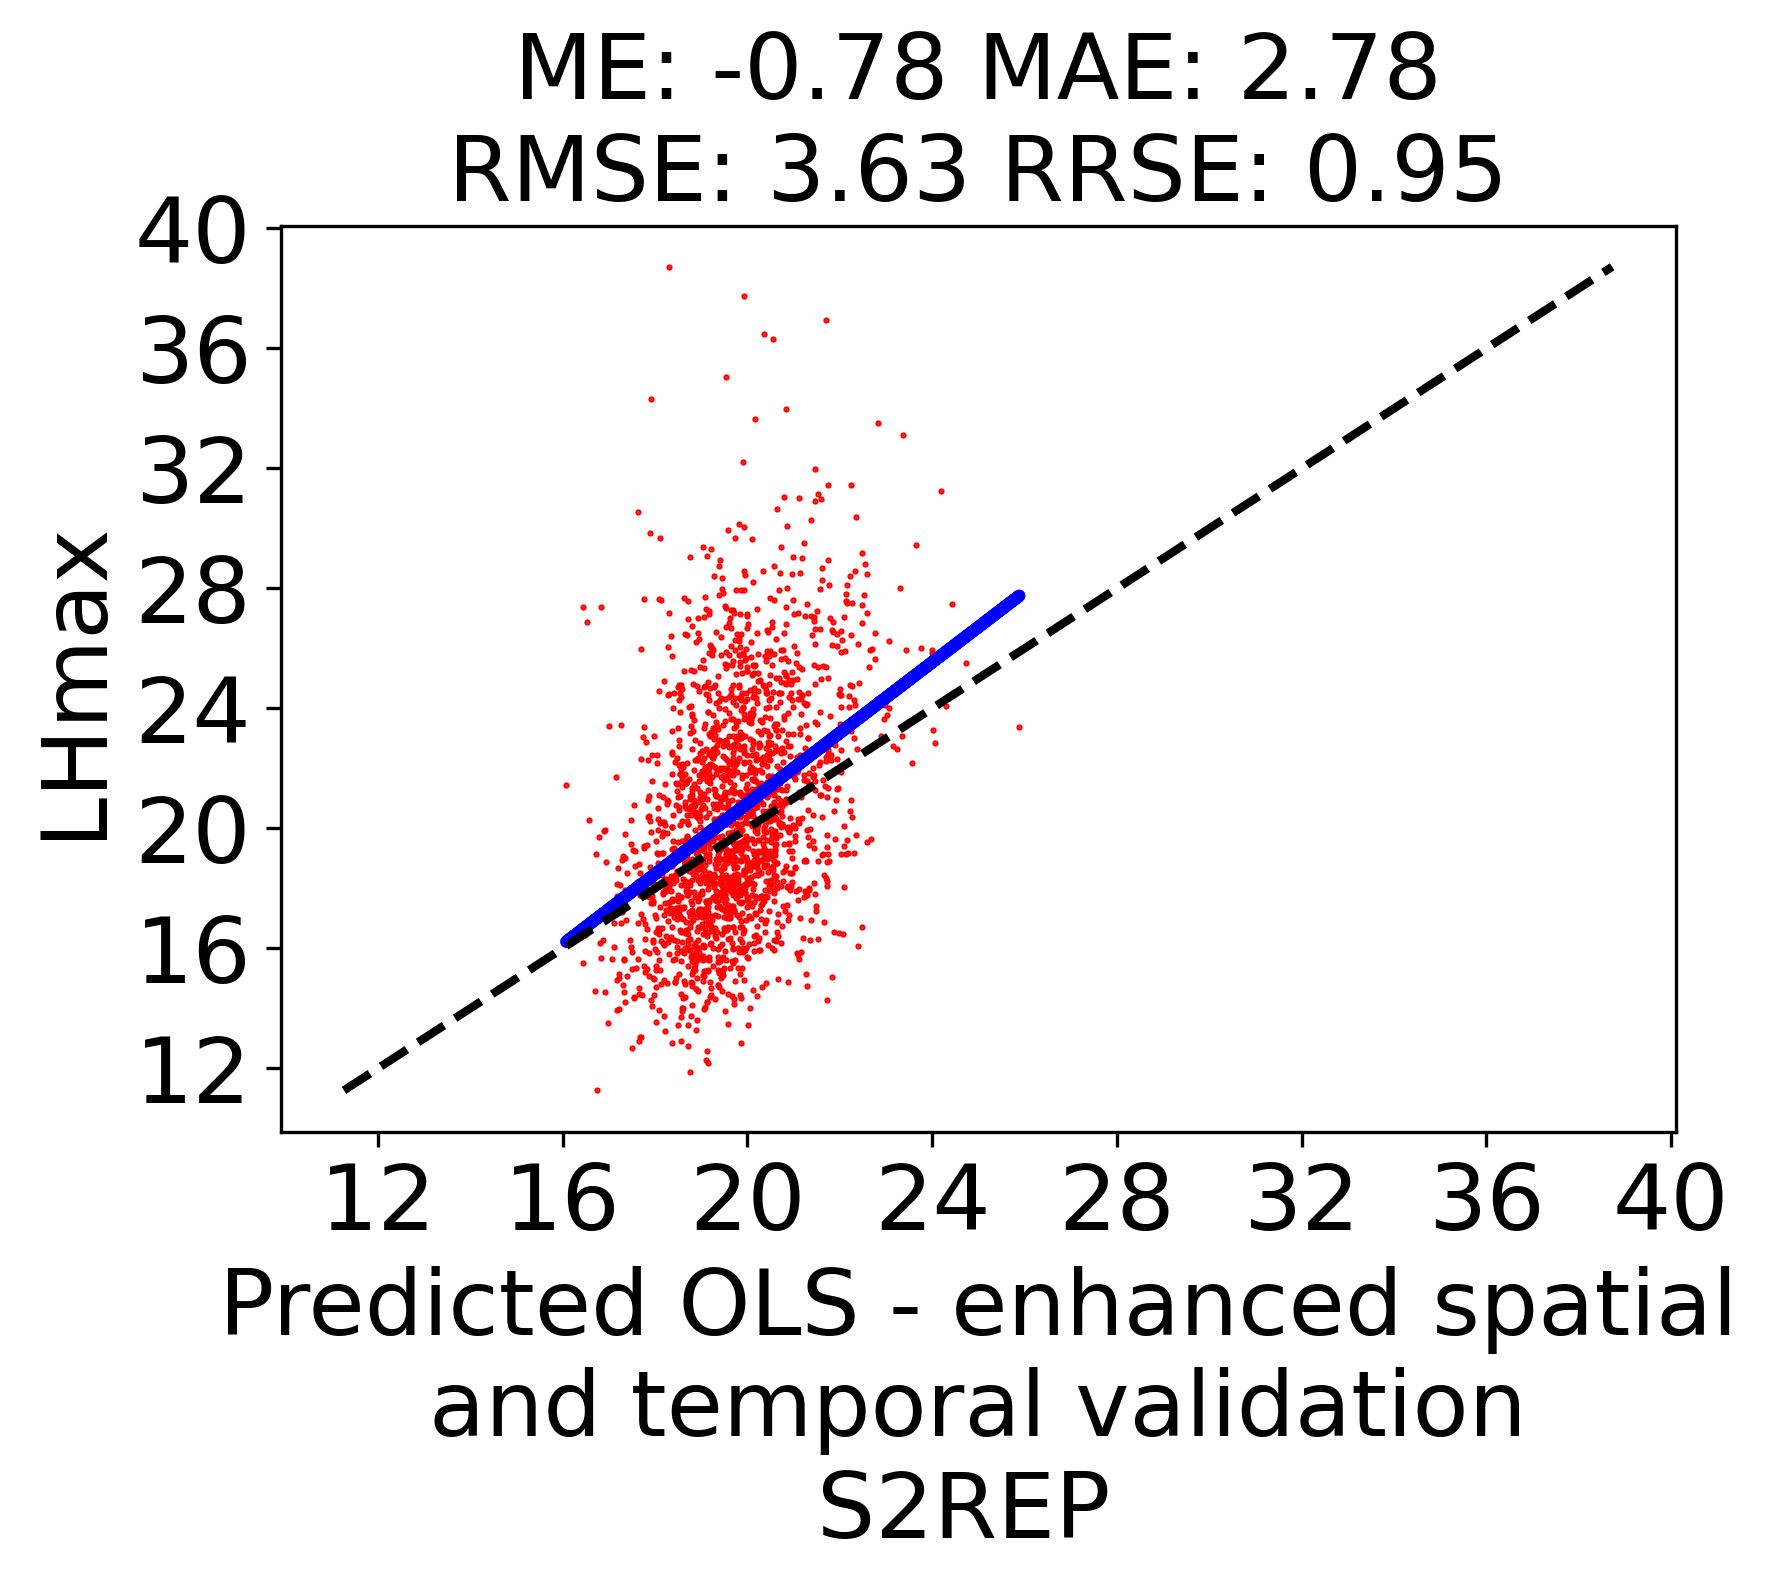 ME: -0.78 MAE: 2.78
RMSE: 3.63 RRSE: 0.95
40
36
32
28
24
20
16
12
LHmax
12 16 20 24 28 32 36 40
Predicted OLS - enhanced spatial
and temporal validation
S2REP